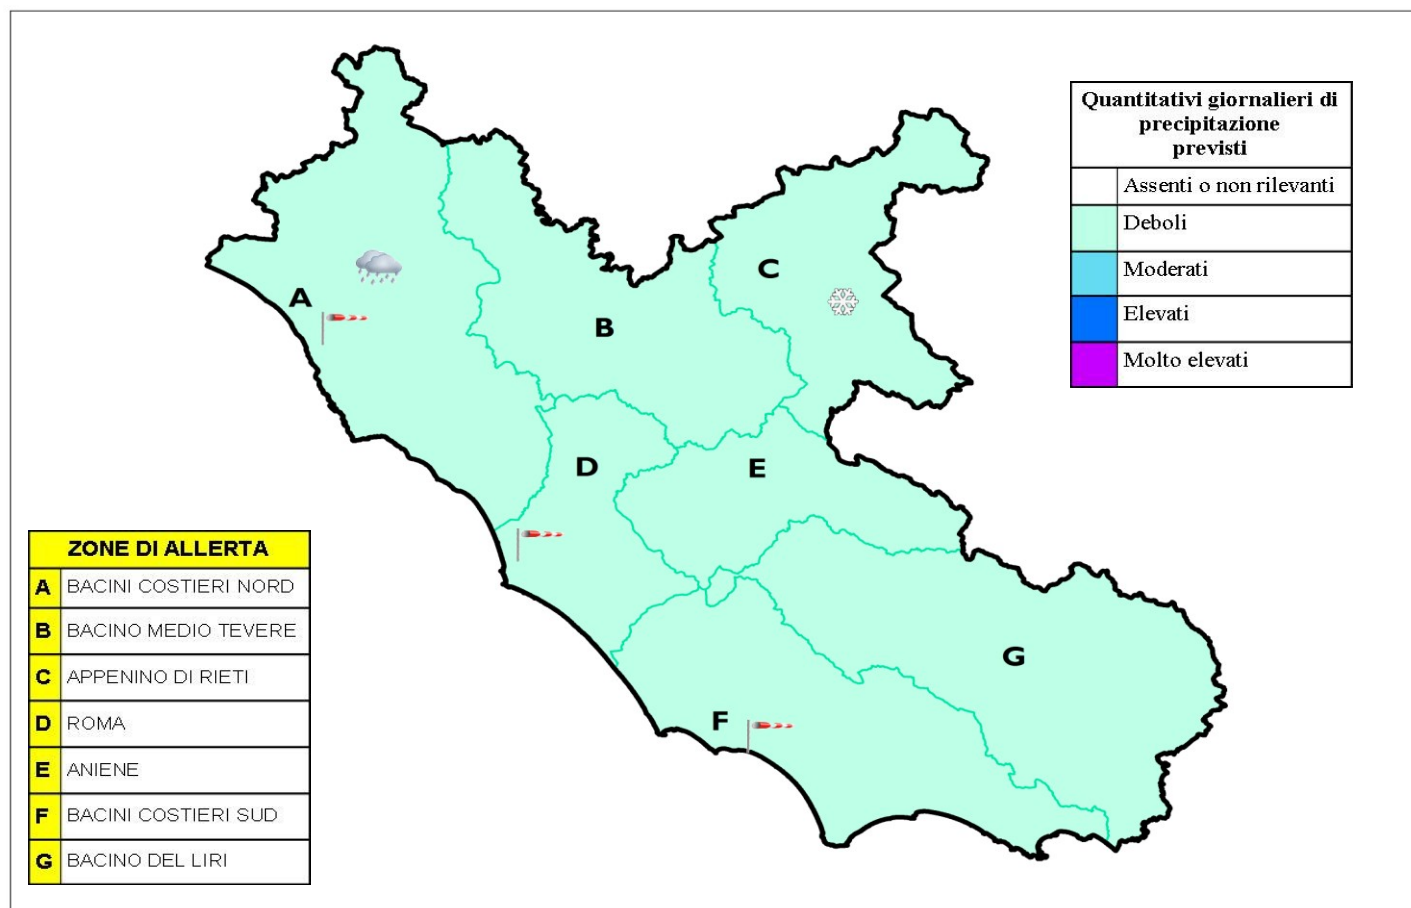 Quantitativi giornalieri di
precipitazione
previsti
Assenti o non rilevanti
Deboli
Moderati
Elevati
Molto elevati
A
B
C
D
E
F
G
ZONE DI ALLERTA
A BACINI COSTIERI NORD
B BACINO MEDIO TEVERE
C APPENINO DI RIETI
D ROMA
E ANIENE
F BACINI COSTIERI SUD
G BACINO DEL LIRI